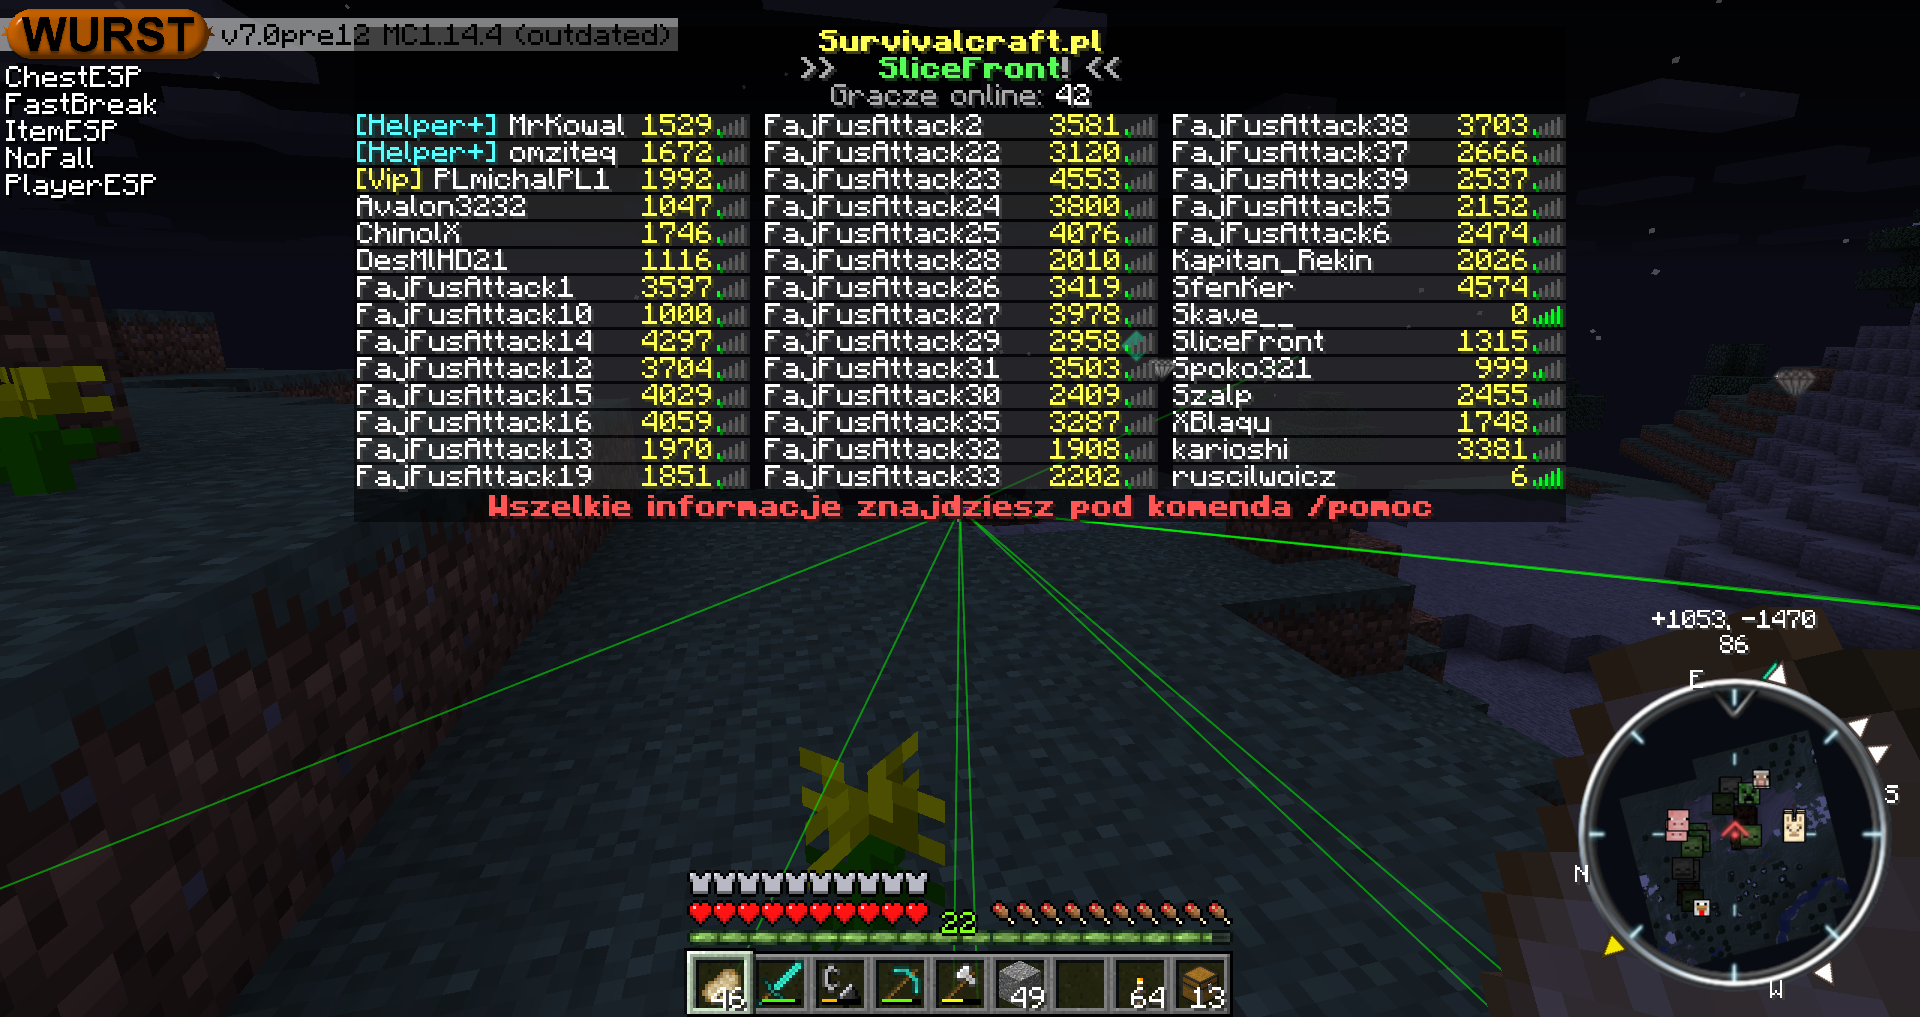 WURST v7.0pre12 MC1.14.4 (outdated)
ChestESP
FastBreak
ItemESP
NoFall
PlayerESP
Survivalcraft.pl
>> SliceFront! <<
Gracze online: 42
[Helper+] MrKowal 1529
[Helper+] omziteq 1672
[Vip] PLmichalPL1 1992
Avalon3232 1047
ChinolX 1746
DesMlHD21 1116
FajFusAttack1 3597
FajFusAttack10 1000
FajFusAttack14 4297
FajFusAttack12 3704
FajFusAttack15 4029
FajFusAttack16 4059
FajFusAttack13 1970
FajFusAttack19 1851
FajFusAttack2 3581
FajFusAttack22 3120
FajFusAttack23 4553
FajFusAttack24 3800
FajFusAttack25 4076
FajFusAttack28 2010
FajFusAttack26 3419
FajFusAttack27 3978
FajFusAttack29 2958
FajFusAttack31 3503
FajFusAttack30 2409
FajFusAttack35 3287
FajFusAttack32 1908
FajFusAttack33 2202
FajFusAttack38 3703
FajFusAttack37 2666
FajFusAttack39 2537
FajFusAttack5 2152
FajFusAttack6 2474
Kapitan_Rekin 2026
SfenKer 4574
Skave__ 0
SliceFront 1315
Spoko321 999
Szalp 2455
XBlaqu 1748
karioshi 3381
ruscilwoicz 6
Wszelkie informacje znajdziesz pod komenda /pomoc
+1053, -1470
86
E
S
N
W
22
46
49
64
13